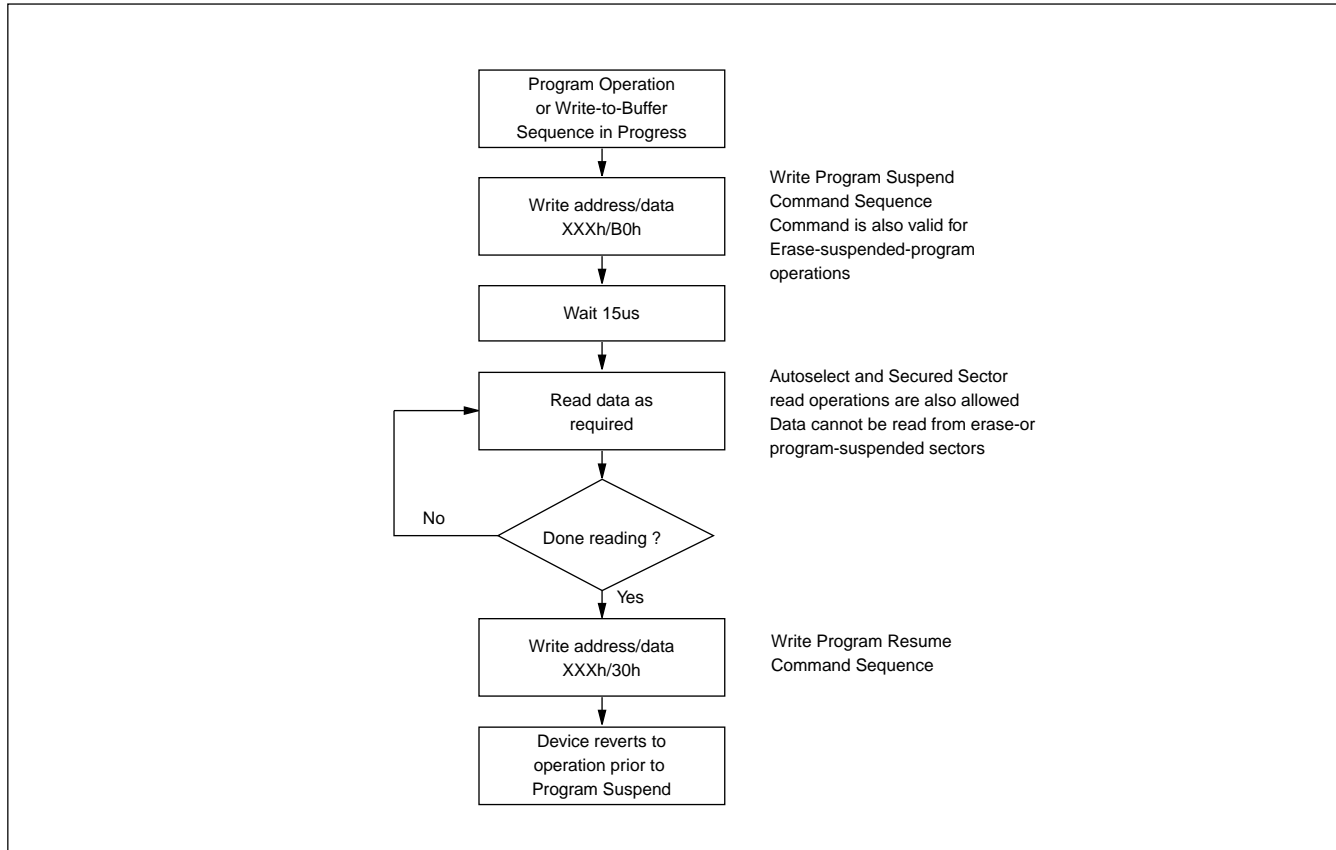 Program Operation
or Write-to-Buffer
Sequence in Progress
Write address/data
XXXh/B0h
Write Program Suspend
Command Sequence
Command is also valid for
Erase-suspended-program
operations
Wait 15us
Read data as
required
Autoselect and Secured Sector
read operations are also allowed
Data cannot be read from erase-or
program-suspended sectors
No
Done reading ?
Yes
Write address/data
XXXh/30h
Write Program Resume
Command Sequence
Device reverts to
operation prior to
Program Suspend